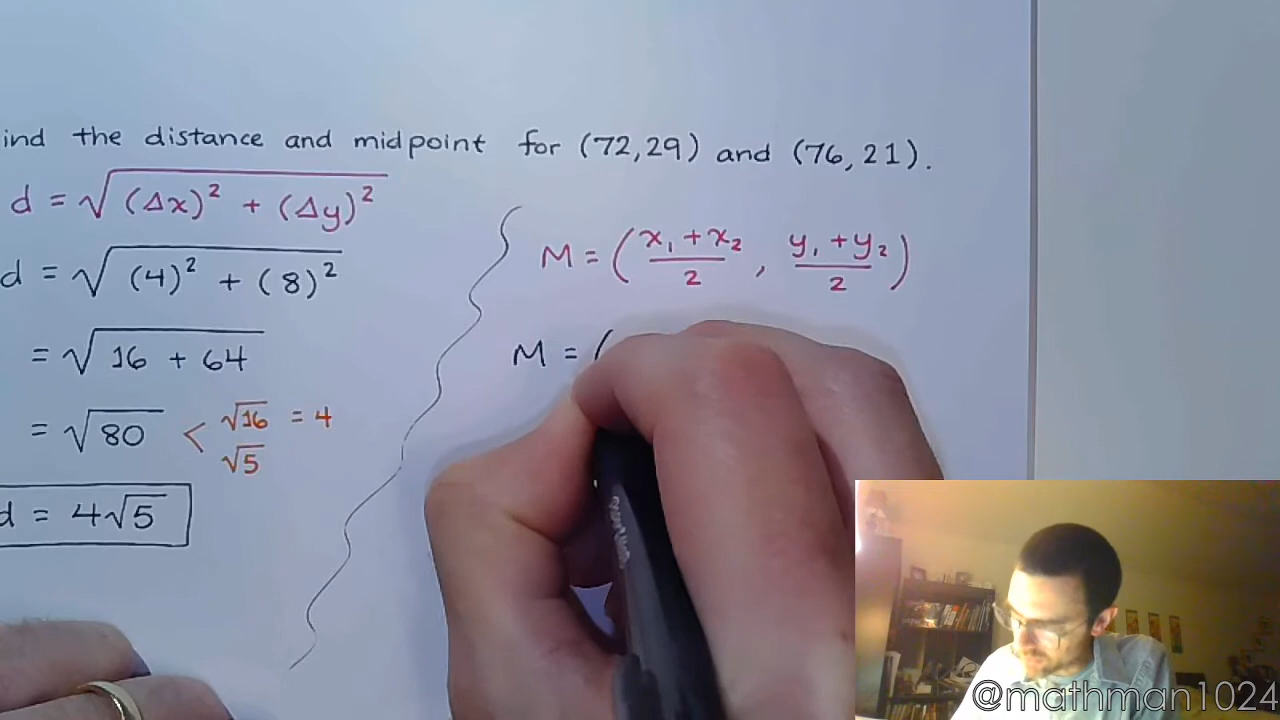 ind the distance and midpoint for (72,29) and (76,21).
d = √((Δx)² + (Δy)²)
d = √((4)² + (8)²)
= √(16 + 64)
= √80 < √16 = 4
√5
d = 4√5
M = ((x₁ + x₂)/2, (y₁ + y₂)/2)
M = (
@mathman1024